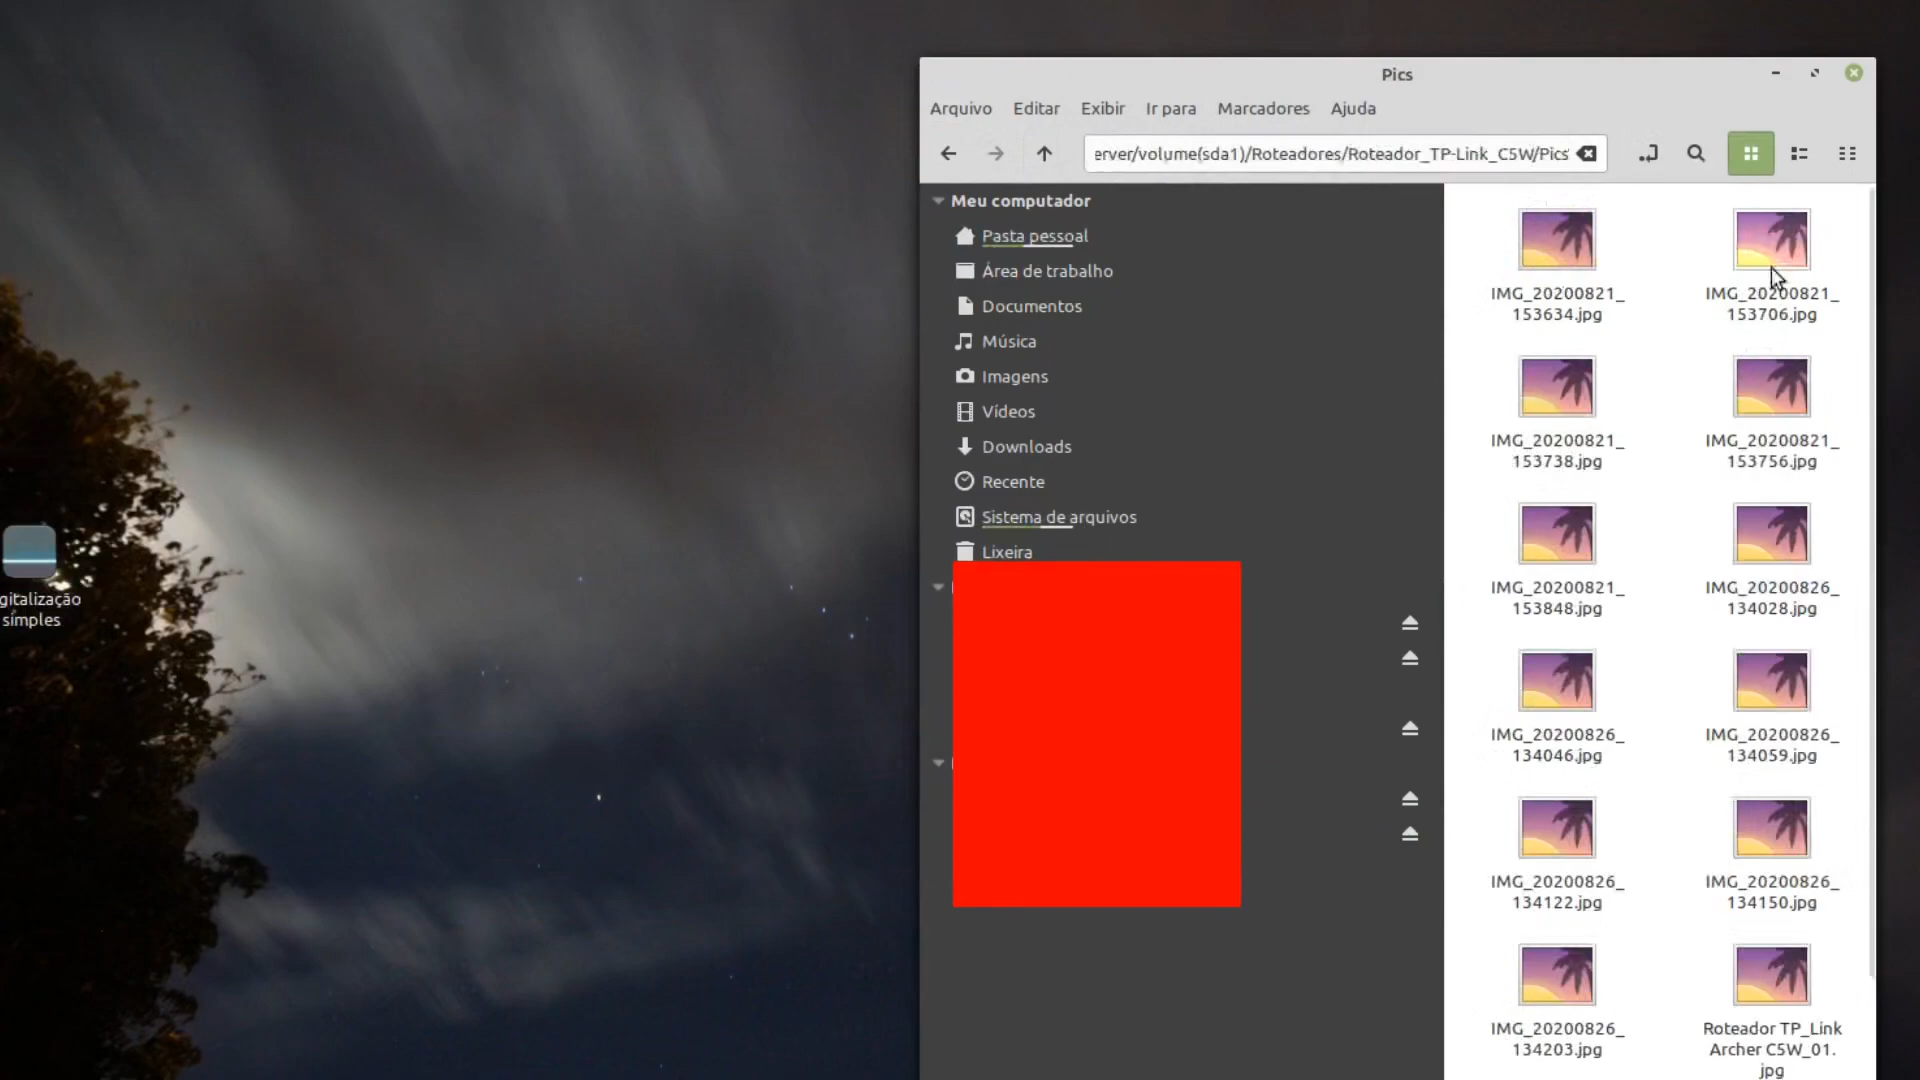 Pics
Arquivo Editar Exibir Ir para Marcadores Ajuda
erver/volume(sda1)/Roteadores/Roteador_TP-Link_C5W/Pics
Meu computador
Pasta pessoal
Área de trabalho
Documentos
Música
Imagens
Vídeos
Downloads
Recente
Sistema de arquivos
Lixeira
gitalização
simples
IMG_20200821_
153634.jpg
IMG_20200821_
153706.jpg
IMG_20200821_
153738.jpg
IMG_20200821_
153756.jpg
IMG_20200821_
153848.jpg
IMG_20200826_
134028.jpg
IMG_20200826_
134046.jpg
IMG_20200826_
134059.jpg
IMG_20200826_
134122.jpg
IMG_20200826_
134150.jpg
IMG_20200826_
134203.jpg
Roteador TP_Link
Archer C5W_01.
jpg